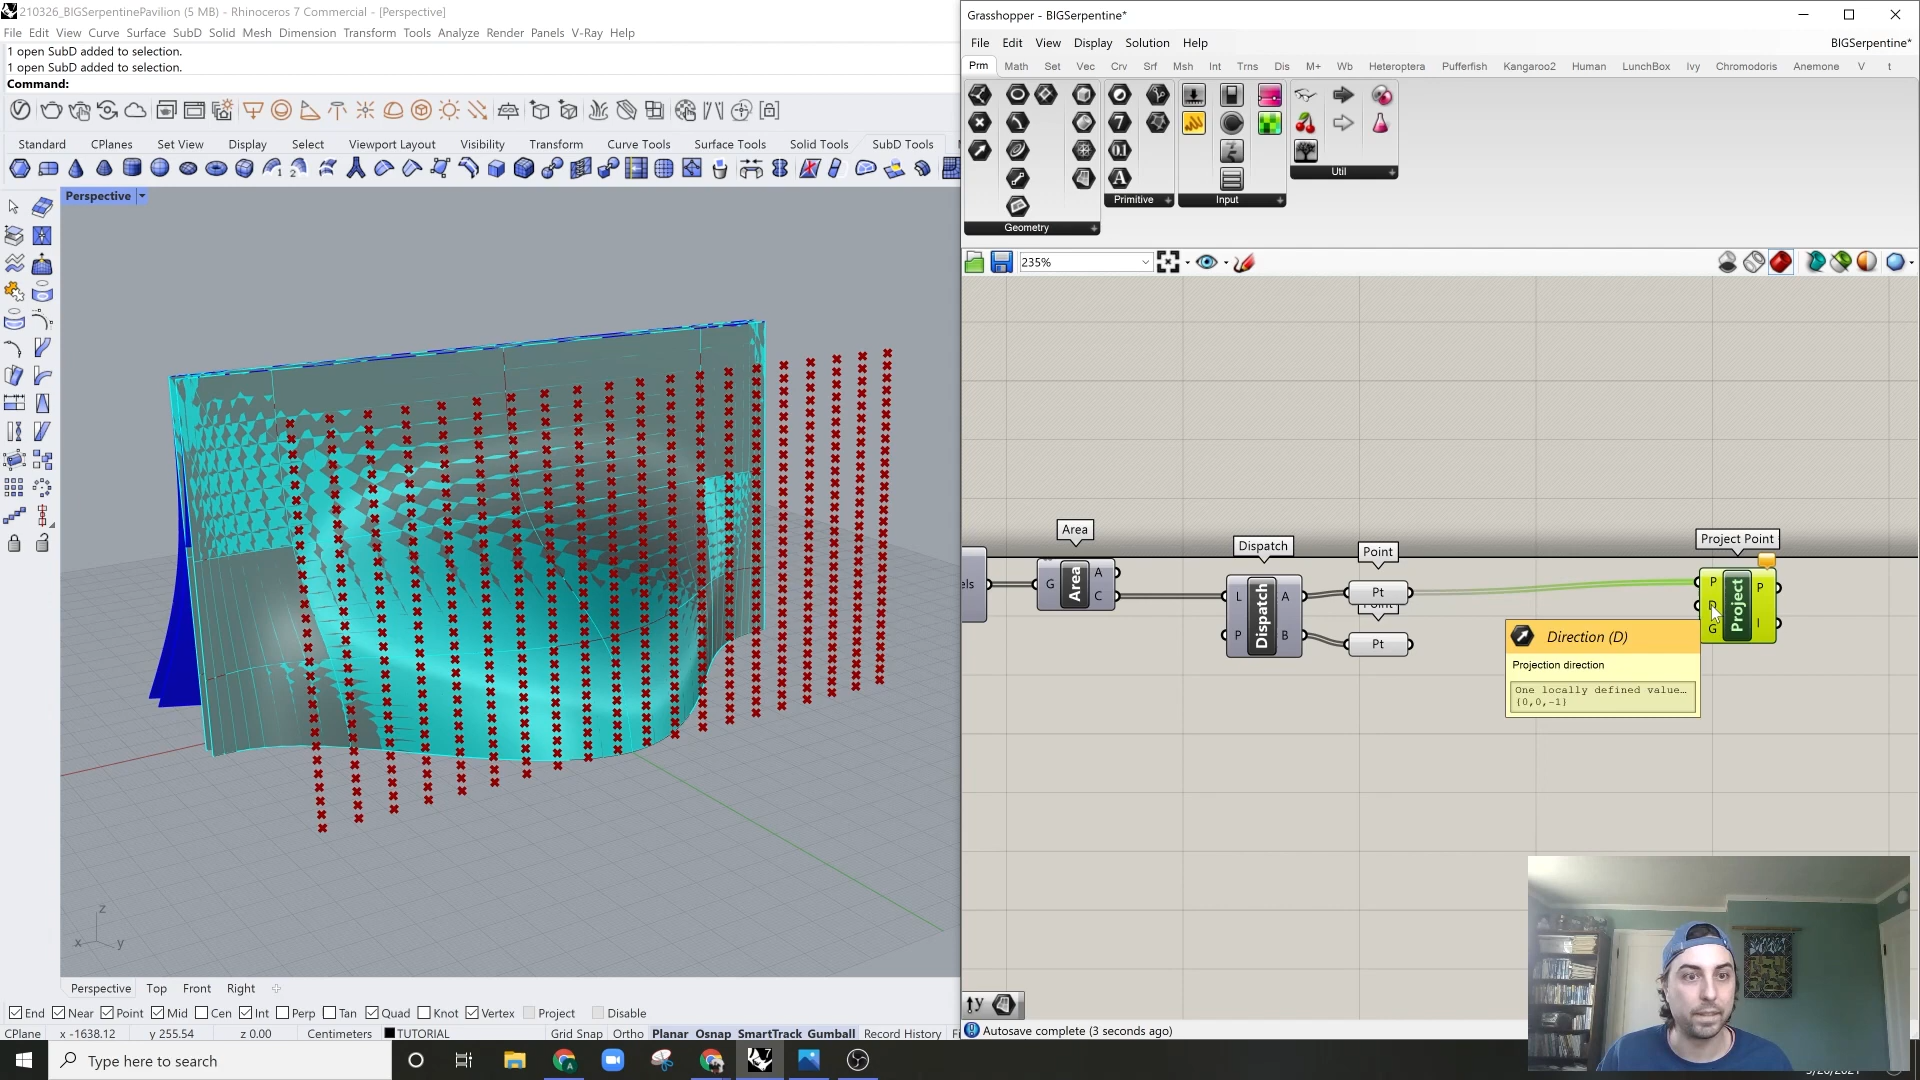 210326_BIGSerpentinePavilion (5 MB) - Rhinoceros 7 Commercial - [Perspective]
File Edit View Curve Surface SubD Solid Mesh Dimension Transform Tools Analyze Render Panels V-Ray Help
1 open SubD added to selection.
1 open SubD added to selection.
Command:
Standard CPlanes Set View Display Select Viewport Layout Visibility Transform Curve Tools Surface Tools Solid Tools SubD Tools
Perspective
z
x y
Perspective Top Front Right
End Near Point Mid Cen Int Perp Tan Quad Knot Vertex Project Disable
CPlane x -1638.12 y 255.54 z 0.00 Centimeters TUTORIAL Grid Snap Ortho Planar Osnap SmartTrack Gumball Record History Fi
Type here to search
Grasshopper - BIGSerpentine*
File Edit View Display Solution Help
BIGSerpentine*
Prm Math Set Vec Crv Srf Msh Int Trns Dis M+ Wb Heteroptera Pufferfish Kangaroo2 Human LunchBox Ivy Chromodoris Anemone V t
Geometry
Primitive
Input
Util
235%
Area
els
G Area A C
Dispatch
L P Dispatch A B
Point
Pt
Point
Pt
Project Point
P G Project P I
Direction (D)
Projection direction
One locally defined value…
{0,0,-1}
Autosave complete (3 seconds ago)